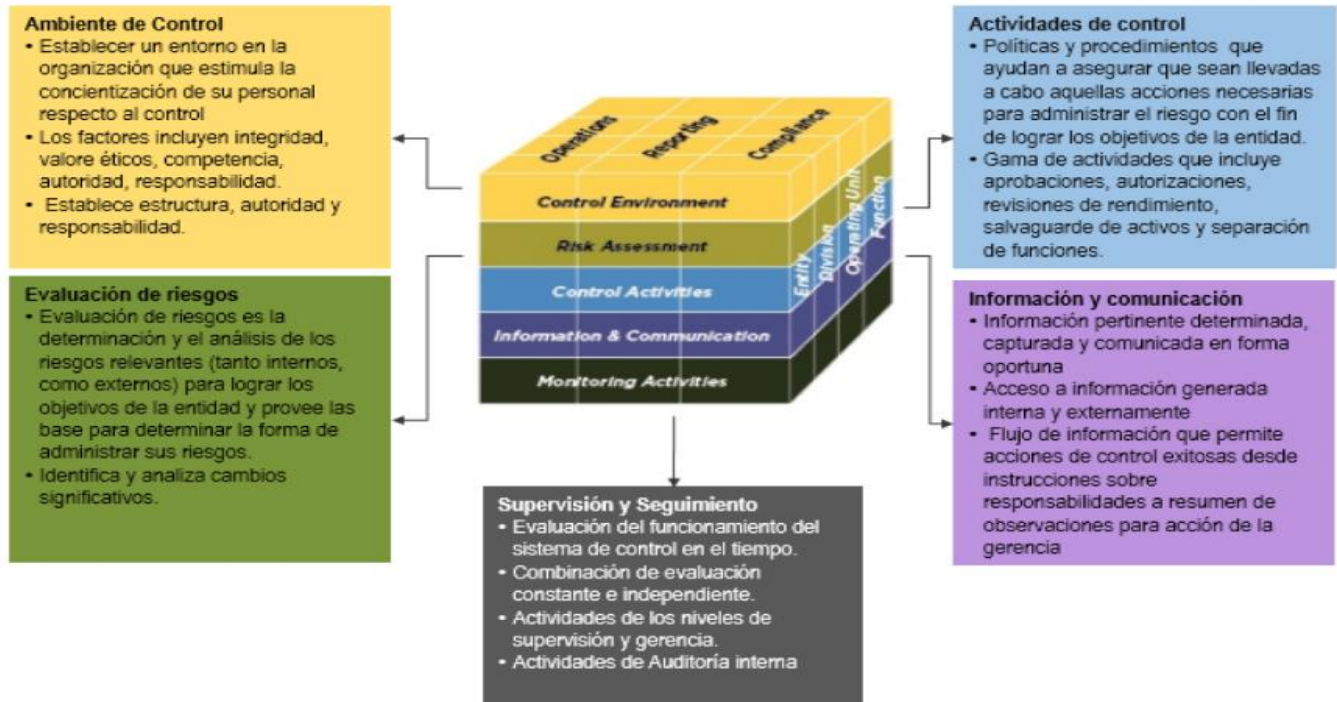 Ambiente de Control
• Establecer un entorno en la
organización que estimula la
concientización de su personal
respecto al control
• Los factores incluyen integridad,
valore éticos, competencia,
autoridad, responsabilidad.
• Establece estructura, autoridad y
responsabilidad.
Evaluación de riesgos
• Evaluación de riesgos es la
determinación y el análisis de los
riesgos relevantes (tanto internos,
como externos) para lograr los
objetivos de la entidad y provee las
base para determinar la forma de
administrar sus riesgos.
• Identifica y analiza cambios
significativos.
Operations
Reporting
Compliance
Control Environment
Risk Assessment
Control Activities
Information & Communication
Monitoring Activities
Entity
Division
Operating Unit
Function
Supervisión y Seguimiento
• Evaluación del funcionamiento del
sistema de control en el tiempo.
• Combinación de evaluación
constante e independiente.
• Actividades de los niveles de
supervisión y gerencia.
• Actividades de Auditoría interna
Actividades de control
• Políticas y procedimientos que
ayudan a asegurar que sean llevadas
a cabo aquellas acciones necesarias
para administrar el riesgo con el fin
de lograr los objetivos de la entidad.
• Gama de actividades que incluye
aprobaciones, autorizaciones,
revisiones de rendimiento,
salvaguarde de activos y separación
de funciones.
Información y comunicación
• Información pertinente determinada,
capturada y comunicada en forma
oportuna
• Acceso a información generada
interna y externamente
• Flujo de información que permite
acciones de control exitosas desde
instrucciones sobre
responsabilidades a resumen de
observaciones para acción de la
gerencia